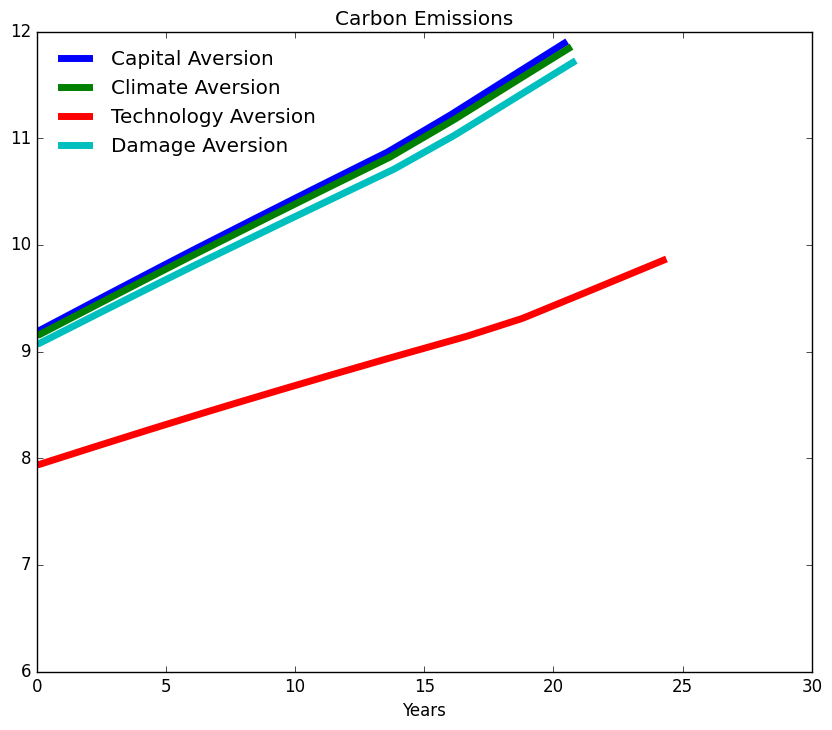 Carbon Emissions
12
Capital Aversion
Climate Aversion
Technology Aversion
Damage Aversion
11
10
9
8
7
6
0 5 10 15 20 25 30
Years